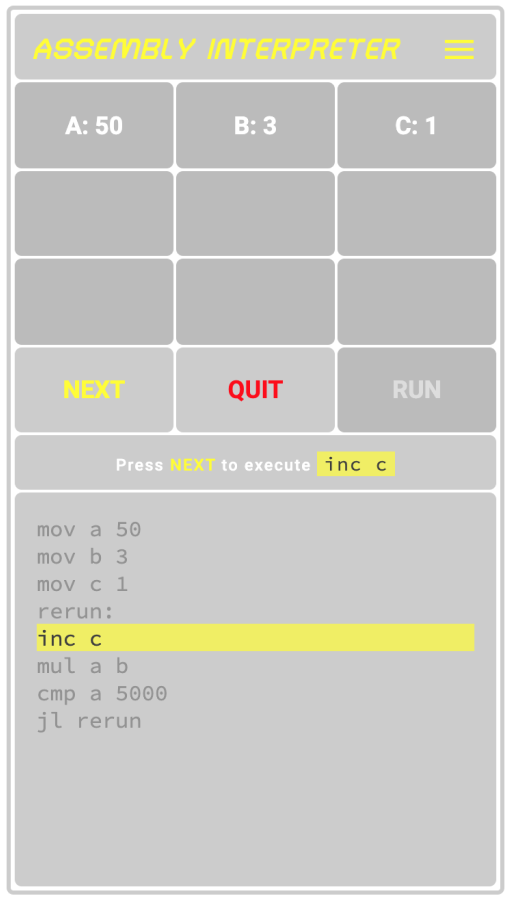 ASSEMBLY INTERPRETER
A: 50
B: 3
C: 1
NEXT
QUIT
RUN
Press NEXT to execute inc c
mov a 50
mov b 3
mov c 1
rerun:
inc c
mul a b
cmp a 5000
jl rerun